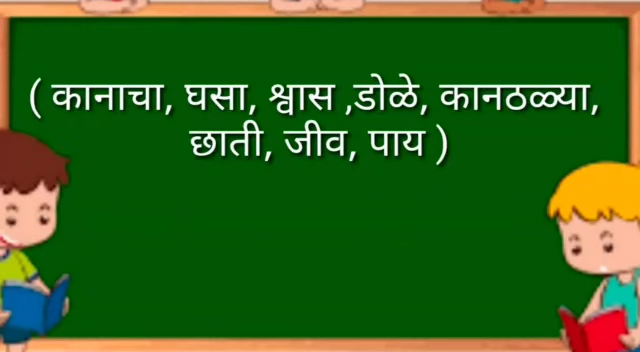 ( कानाचा, घसा, श्वास ,डोळे, कानठळ्या,
छाती, जीव, पाय )